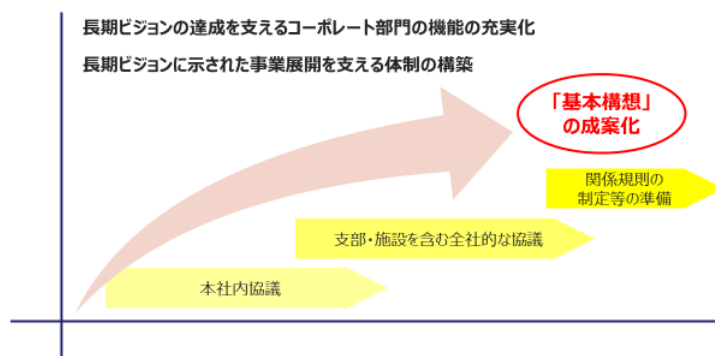 長期ビジョンの達成を支えるコーポレート部門の機能の充実化
長期ビジョンに示された事業展開を支える体制の構築
「基本構想」
の成案化
関係規則の
制定等の準備
支部・施設を含む全社的な協議
本社内協議